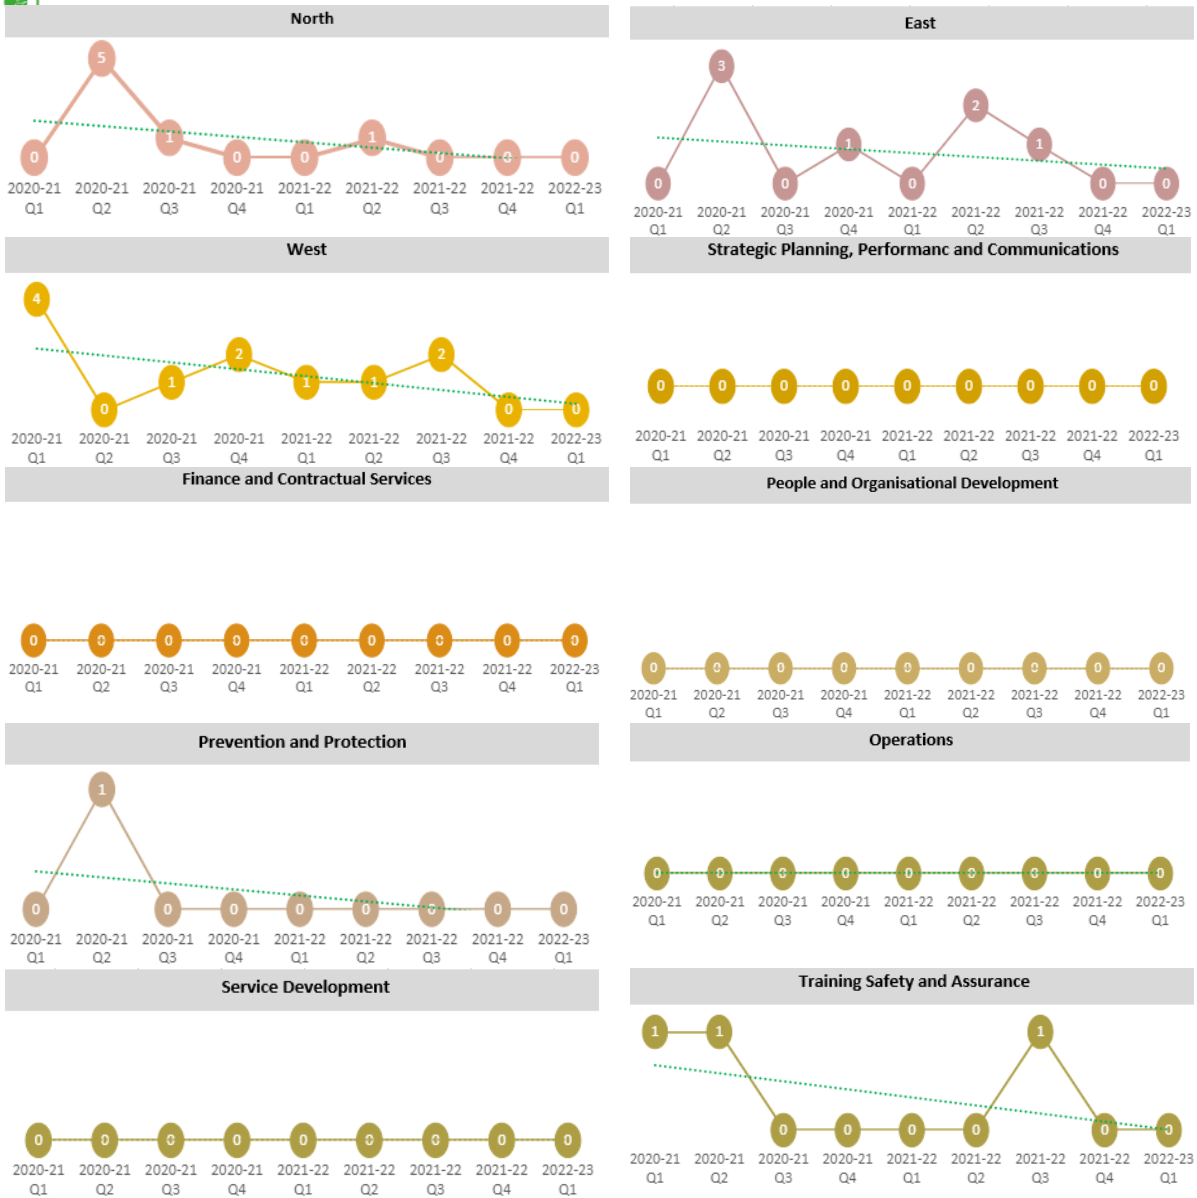 North
5
1
1
0
0
0
0
0
0
2020-21 2020-21 2020-21 2020-21 2021-22 2021-22 2021-22 2021-22 2022-23
Q1 Q2 Q3 Q4 Q1 Q2 Q3 Q4 Q1
East
3
2
1
1
0
0
0
0
0
2020-21 2020-21 2020-21 2020-21 2021-22 2021-22 2021-22 2021-22 2022-23
Q1 Q2 Q3 Q4 Q1 Q2 Q3 Q4 Q1
West
4
2
2
1
1
1
0
0
0
2020-21 2020-21 2020-21 2020-21 2021-22 2021-22 2021-22 2021-22 2022-23
Q1 Q2 Q3 Q4 Q1 Q2 Q3 Q4 Q1
Strategic Planning, Performanc and Communications
0 0 0 0 0 0 0 0 0
2020-21 2020-21 2020-21 2020-21 2021-22 2021-22 2021-22 2021-22 2022-23
Q1 Q2 Q3 Q4 Q1 Q2 Q3 Q4 Q1
Finance and Contractual Services
0 0 0 0 0 0 0 0 0
2020-21 2020-21 2020-21 2020-21 2021-22 2021-22 2021-22 2021-22 2022-23
Q1 Q2 Q3 Q4 Q1 Q2 Q3 Q4 Q1
People and Organisational Development
0 0 0 0 0 0 0 0 0
2020-21 2020-21 2020-21 2020-21 2021-22 2021-22 2021-22 2021-22 2022-23
Q1 Q2 Q3 Q4 Q1 Q2 Q3 Q4 Q1
Prevention and Protection
1
0 0 0 0 0 0 0 0
2020-21 2020-21 2020-21 2020-21 2021-22 2021-22 2021-22 2021-22 2022-23
Q1 Q2 Q3 Q4 Q1 Q2 Q3 Q4 Q1
Operations
0 0 0 0 0 0 0 0 0
2020-21 2020-21 2020-21 2020-21 2021-22 2021-22 2021-22 2021-22 2022-23
Q1 Q2 Q3 Q4 Q1 Q2 Q3 Q4 Q1
Service Development
0 0 0 0 0 0 0 0 0
2020-21 2020-21 2020-21 2020-21 2021-22 2021-22 2021-22 2021-22 2022-23
Q1 Q2 Q3 Q4 Q1 Q2 Q3 Q4 Q1
Training Safety and Assurance
1 1 1
0 0 0 0 0 0
2020-21 2020-21 2020-21 2020-21 2021-22 2021-22 2021-22 2021-22 2022-23
Q1 Q2 Q3 Q4 Q1 Q2 Q3 Q4 Q1